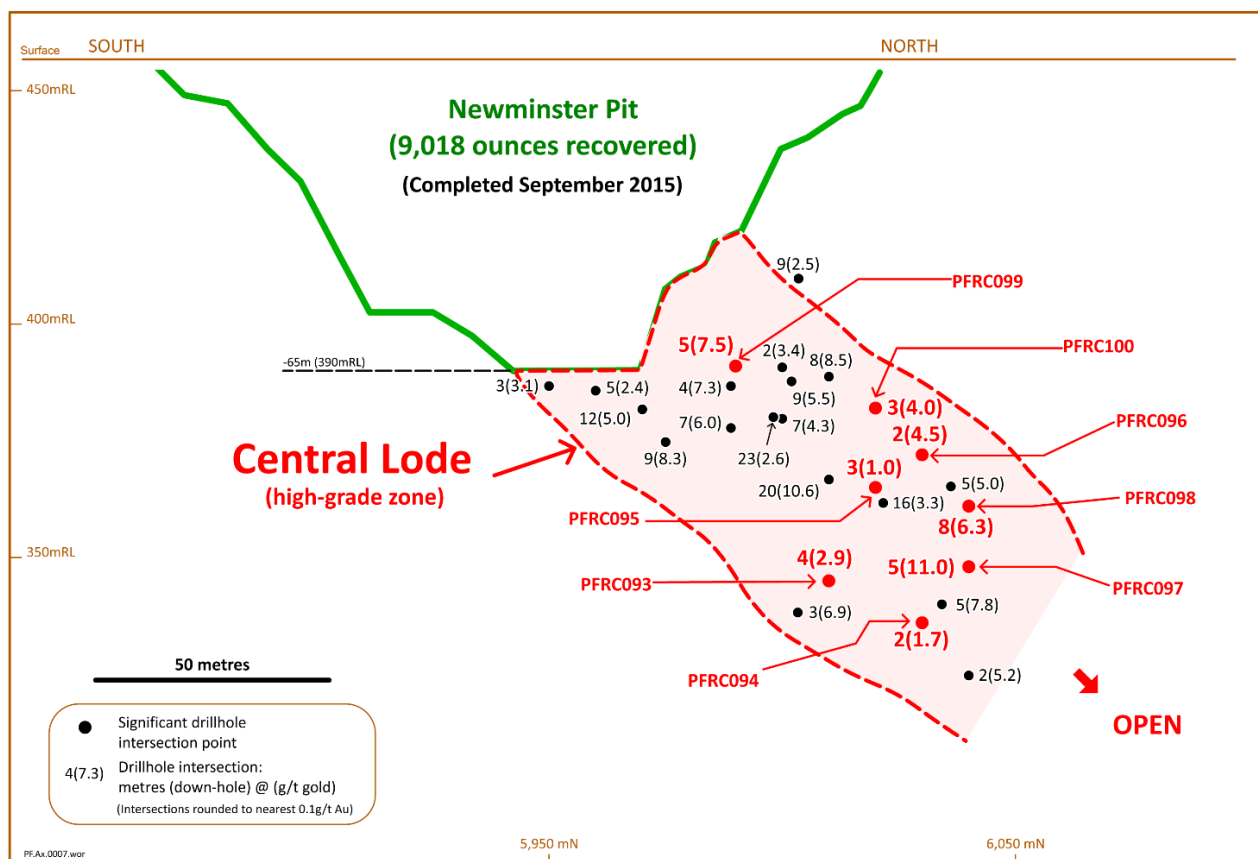 Surface
SOUTH
NORTH
450mRL
Newminster Pit
(9,018 ounces recovered)
(Completed September 2015)
9(2.5)
PFRC099
400mRL
5(7.5)
2(3.4)
8(8.5)
PFRC100
-65m (390mRL)
3(3.1)
5(2.4)
4(7.3)
9(5.5)
3(4.0)
12(5.0)
7(6.0)
7(4.3)
2(4.5)
PFRC096
Central Lode
(high-grade zone)
9(8.3)
23(2.6)
3(1.0)
20(10.6)
5(5.0)
16(3.3)
PFRC098
PFRC095
8(6.3)
350mRL
4(2.9)
5(11.0)
PFRC093
PFRC097
3(6.9)
5(7.8)
2(1.7)
PFRC094
2(5.2)
50 metres
OPEN
Significant drillhole
intersection point
4(7.3)
Drillhole intersection:
metres (down-hole) @ (g/t gold)
(Intersections rounded to nearest 0.1g/t Au)
PF.Ax.0007.wor
5,950 mN
6,050 mN